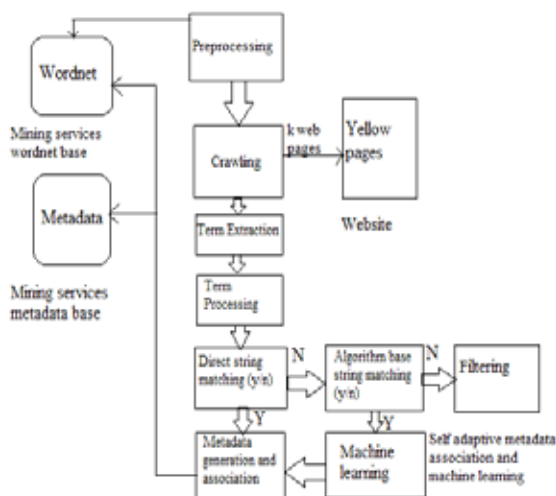 Preprocessing
Wordnet
Mining services
wordnet base
Crawling
k web
pages
Yellow
pages
Website
Metadata
Mining services
metadata base
Term Extraction
Term
Processing
Direct string
matching (y/n)
N
Algorithm base
string matching
(y/n)
N
Filtering
Y
Y
Metadata
generation and
association
Machine
learning
Self adaptive metadata
association and
machine learning